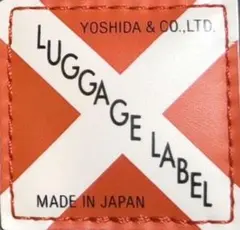 YOSHIDA & CO.,LTD.
LUGGAGE LABEL
MADE IN JAPAN